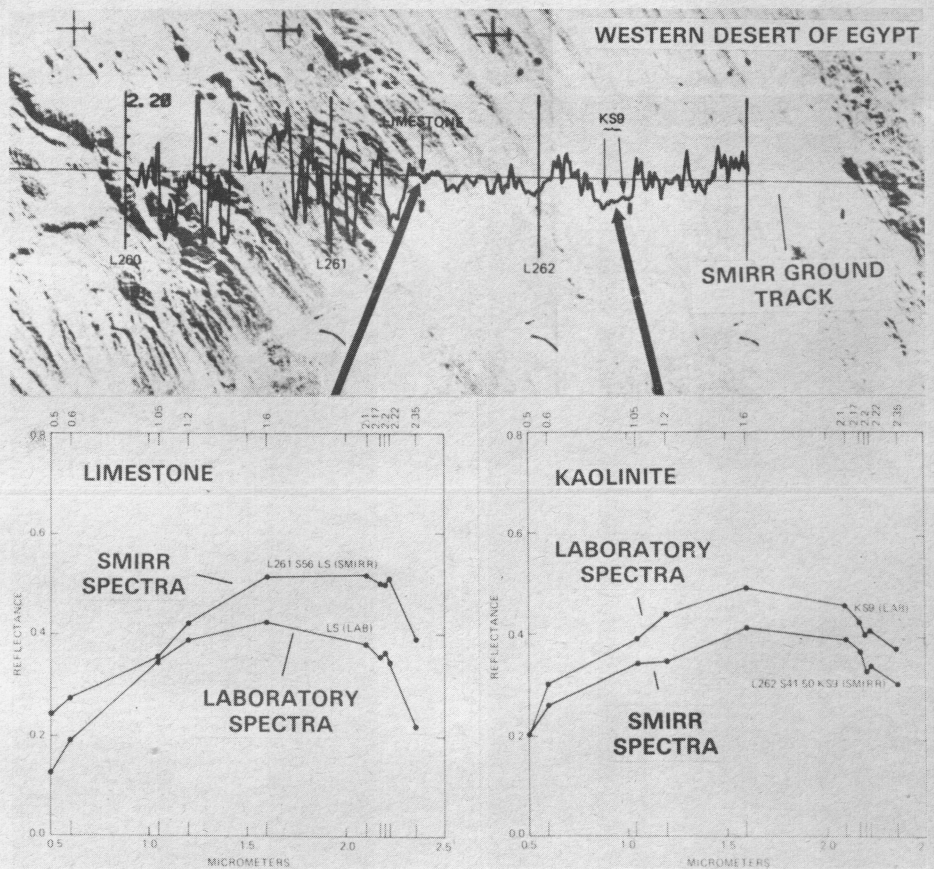 WESTERN DESERT OF EGYPT
2.20
LIMESTONE
KS9
L260
L261
L262
SMIRR GROUND
TRACK
0.5 0.6 1.05 1.2 1.6 2.1 2.17 2.2 2.22 2.35
0.5 0.6 1.05 1.2 1.6 2.1 2.17 2.2 2.22 2.35
0.8
LIMESTONE
0.6
SMIRR
SPECTRA
L261 S56 LS (SMIRR)
0.4
LS (LAB)
LABORATORY
SPECTRA
0.2
0.0
REFLECTANCE
0.5 1.0 1.5 2.0 2.5
MICROMETERS
0.8
KAOLINITE
0.6
LABORATORY
SPECTRA
KS9 (LAB)
0.4
L262 S41 50 KS9 (SMIRR)
SMIRR
SPECTRA
0.2
0.0
REFLECTANCE
0.5 1.0 1.5 2.0
MICROMETERS